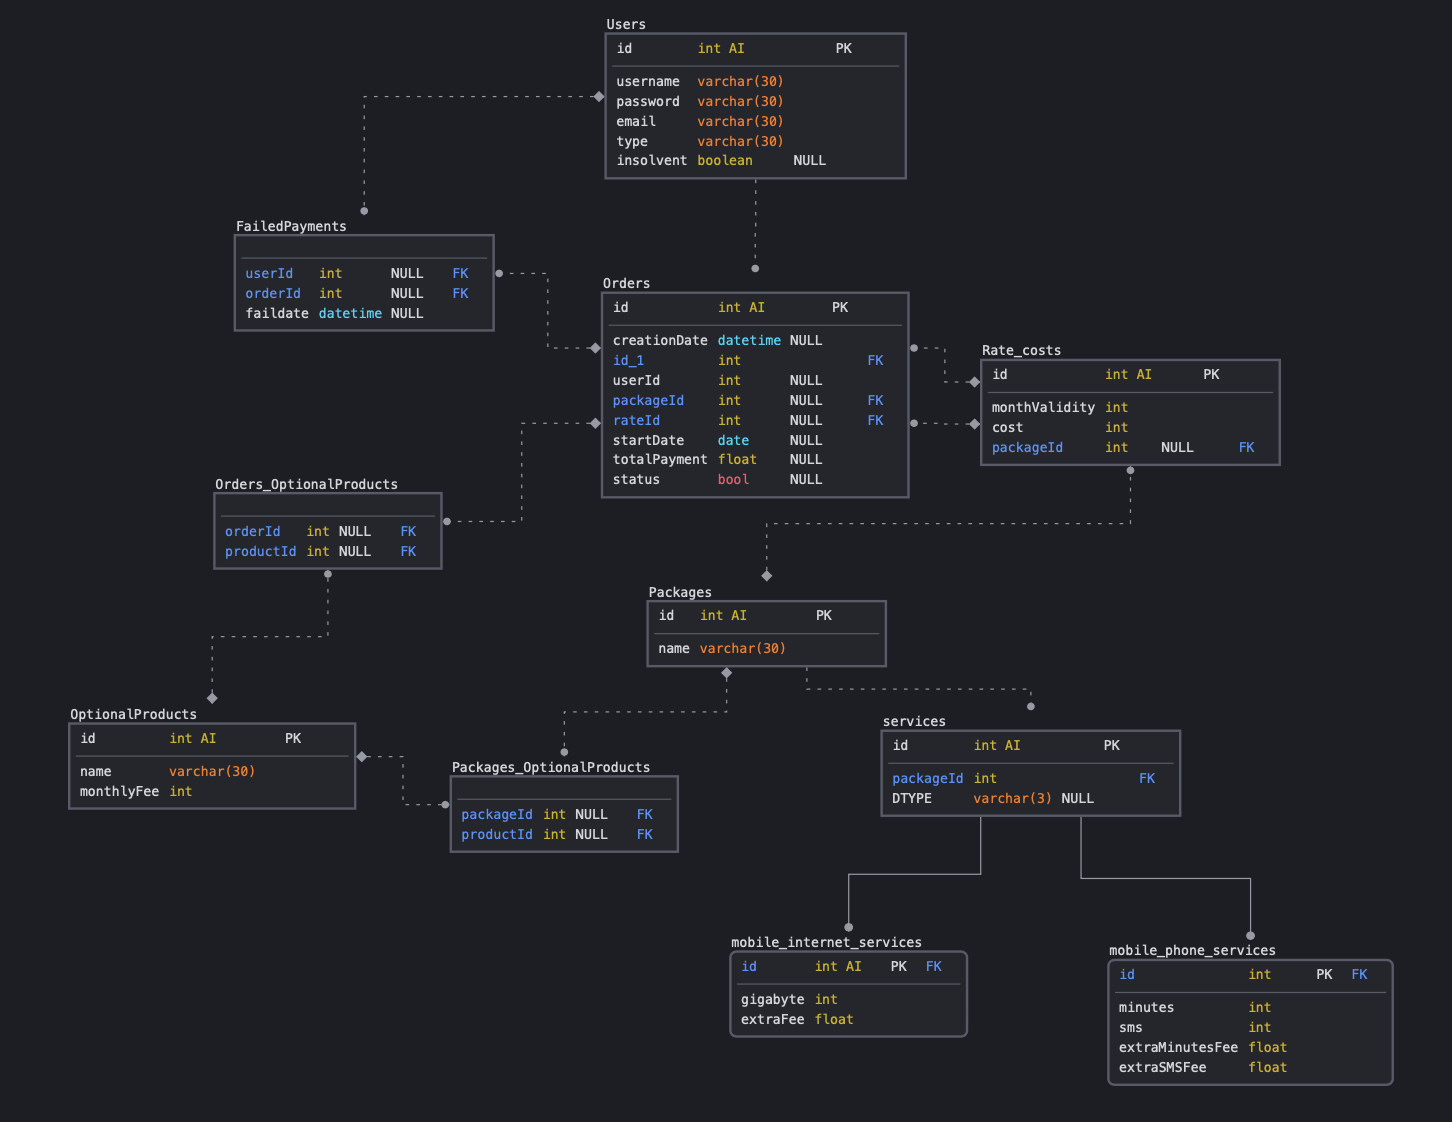 Users
id int AI PK
username varchar(30)
password varchar(30)
email varchar(30)
type varchar(30)
insolvent boolean NULL
FailedPayments
userId int NULL FK
orderId int NULL FK
faildate datetime NULL
Orders
id int AI PK
creationDate datetime NULL
id_1 int FK
userId int NULL
packageId int NULL FK
rateId int NULL FK
startDate date NULL
totalPayment float NULL
status bool NULL
Rate_costs
id int AI PK
monthValidity int
cost int
packageId int NULL FK
Orders_OptionalProducts
orderId int NULL FK
productId int NULL FK
Packages
id int AI PK
name varchar(30)
OptionalProducts
id int AI PK
name varchar(30)
monthlyFee int
Packages_OptionalProducts
packageId int NULL FK
productId int NULL FK
services
id int AI PK
packageId int FK
DTYPE varchar(3) NULL
mobile_internet_services
id int AI PK FK
gigabyte int
extraFee float
mobile_phone_services
id int PK FK
minutes int
sms int
extraMinutesFee float
extraSMSFee float